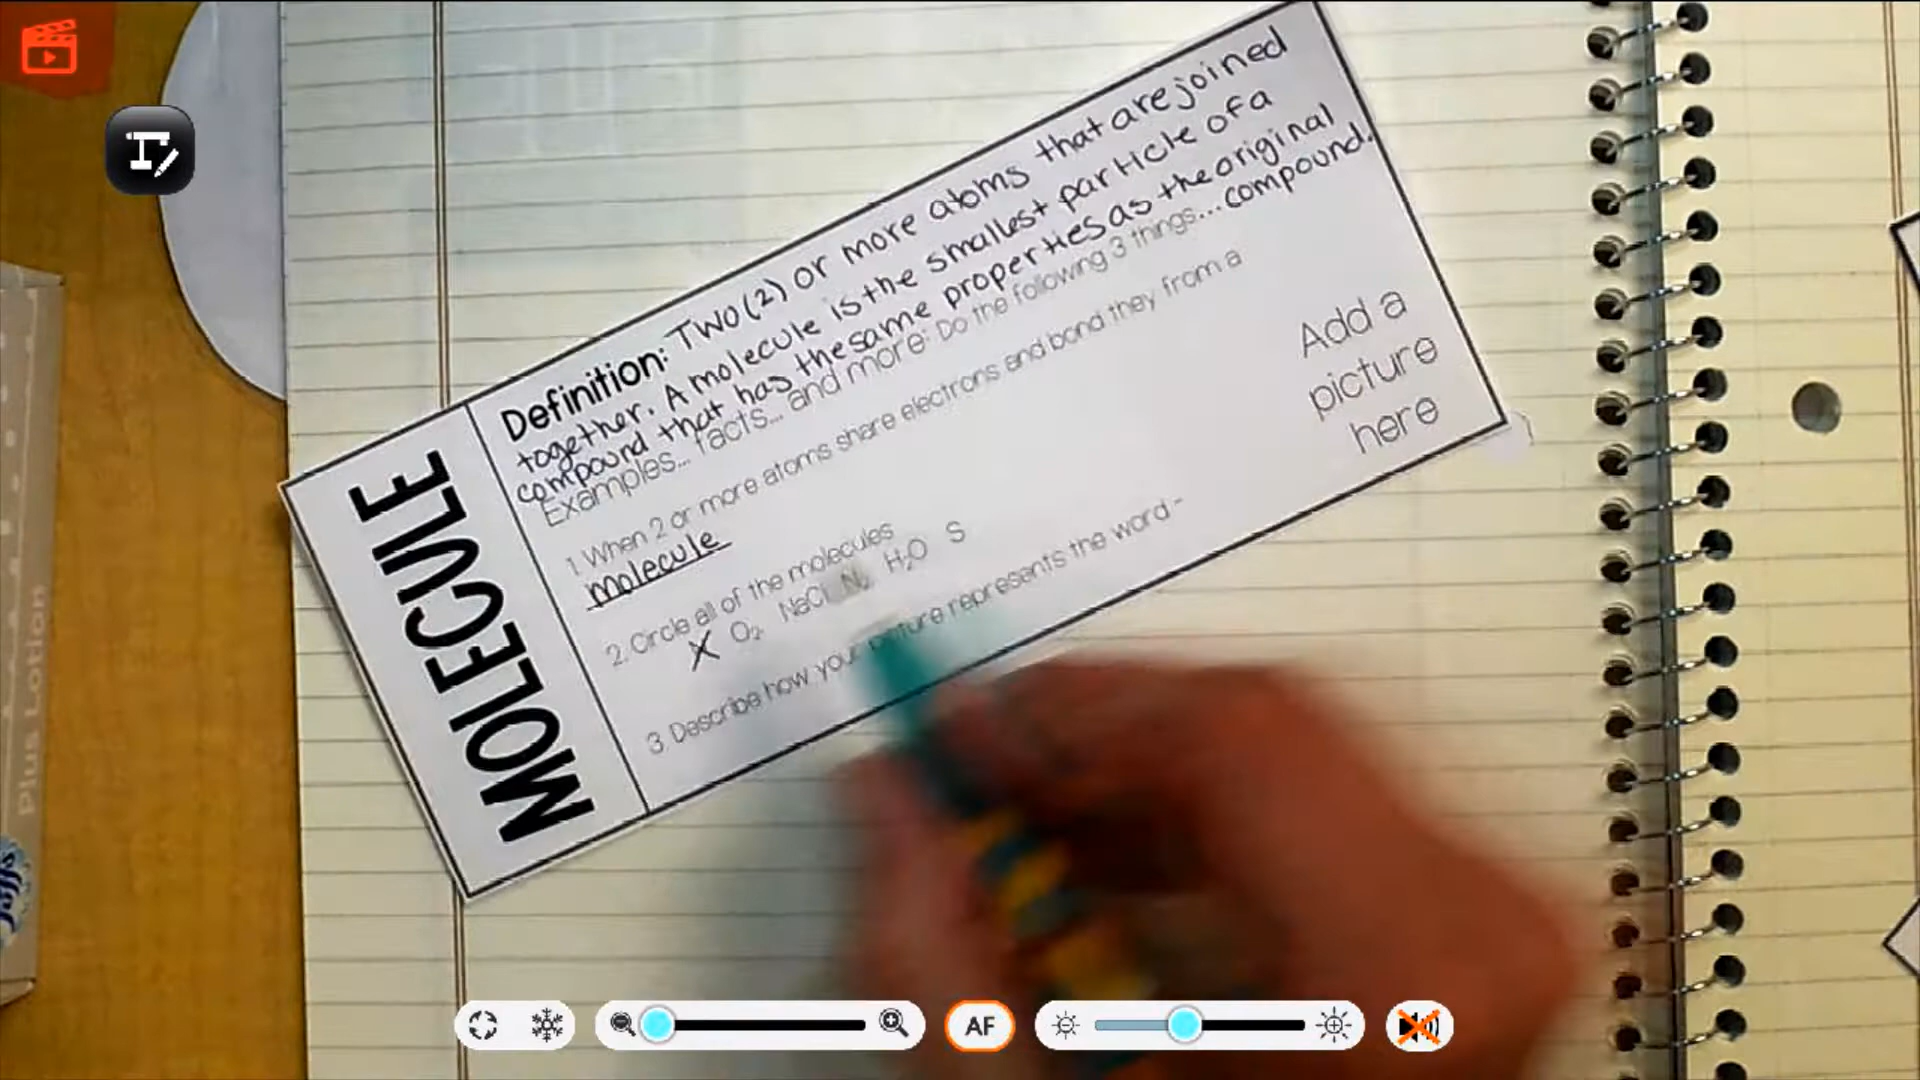 MOLECULE
Definition: Two (2) or more atoms that are joined
together. A molecule is the smallest particle of a
compound that has the same properties as the original
compound.
Examples... facts... and more: Do the following 3 things...
1. When 2 or more atoms share electrons and bond they from a
molecule
2. Circle all of the molecules
X O₂ NaCl N₂ H₂O S
3 Describe how your picture represents the word -
Add a
picture
here
AF
Plus Lotion
Puffs